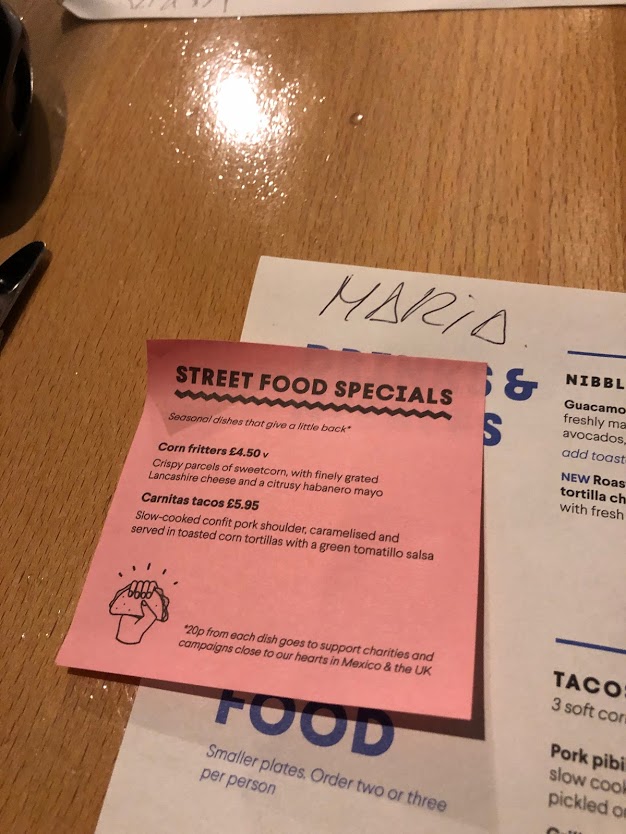 MARIA.
STREET FOOD SPECIALS
Seasonal dishes that give a little back*
Corn fritters £4.50 v
Crispy parcels of sweetcorn, with finely grated
Lancashire cheese and a citrusy habanero mayo
Carnitas tacos £5.95
Slow-cooked confit pork shoulder, caramelised and
served in toasted corn tortillas with a green tomatillo salsa
*20p from each dish goes to support charities and
campaigns close to our hearts in Mexico & the UK
S &
S
FOOD
Smaller plates. Order two or three
per person
NIBBL
Guacamo
freshly ma
avocados,
add toast
NEW Roas
tortilla ch
with fresh
TACOS
3 soft cor
Pork pibi
slow cook
pickled o